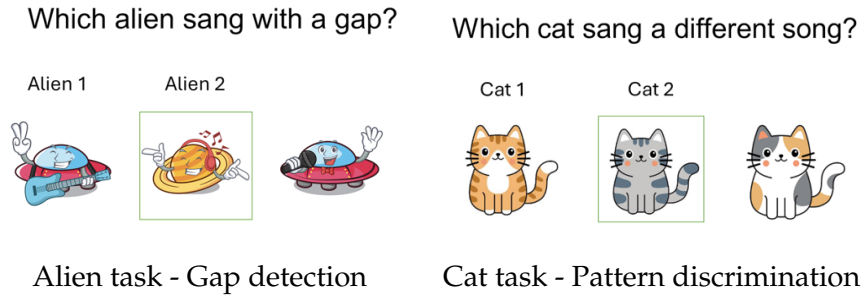 Which alien sang with a gap?
Alien 1
Alien 2
Alien task - Gap detection
Which cat sang a different song?
Cat 1
Cat 2
Cat task - Pattern discrimination